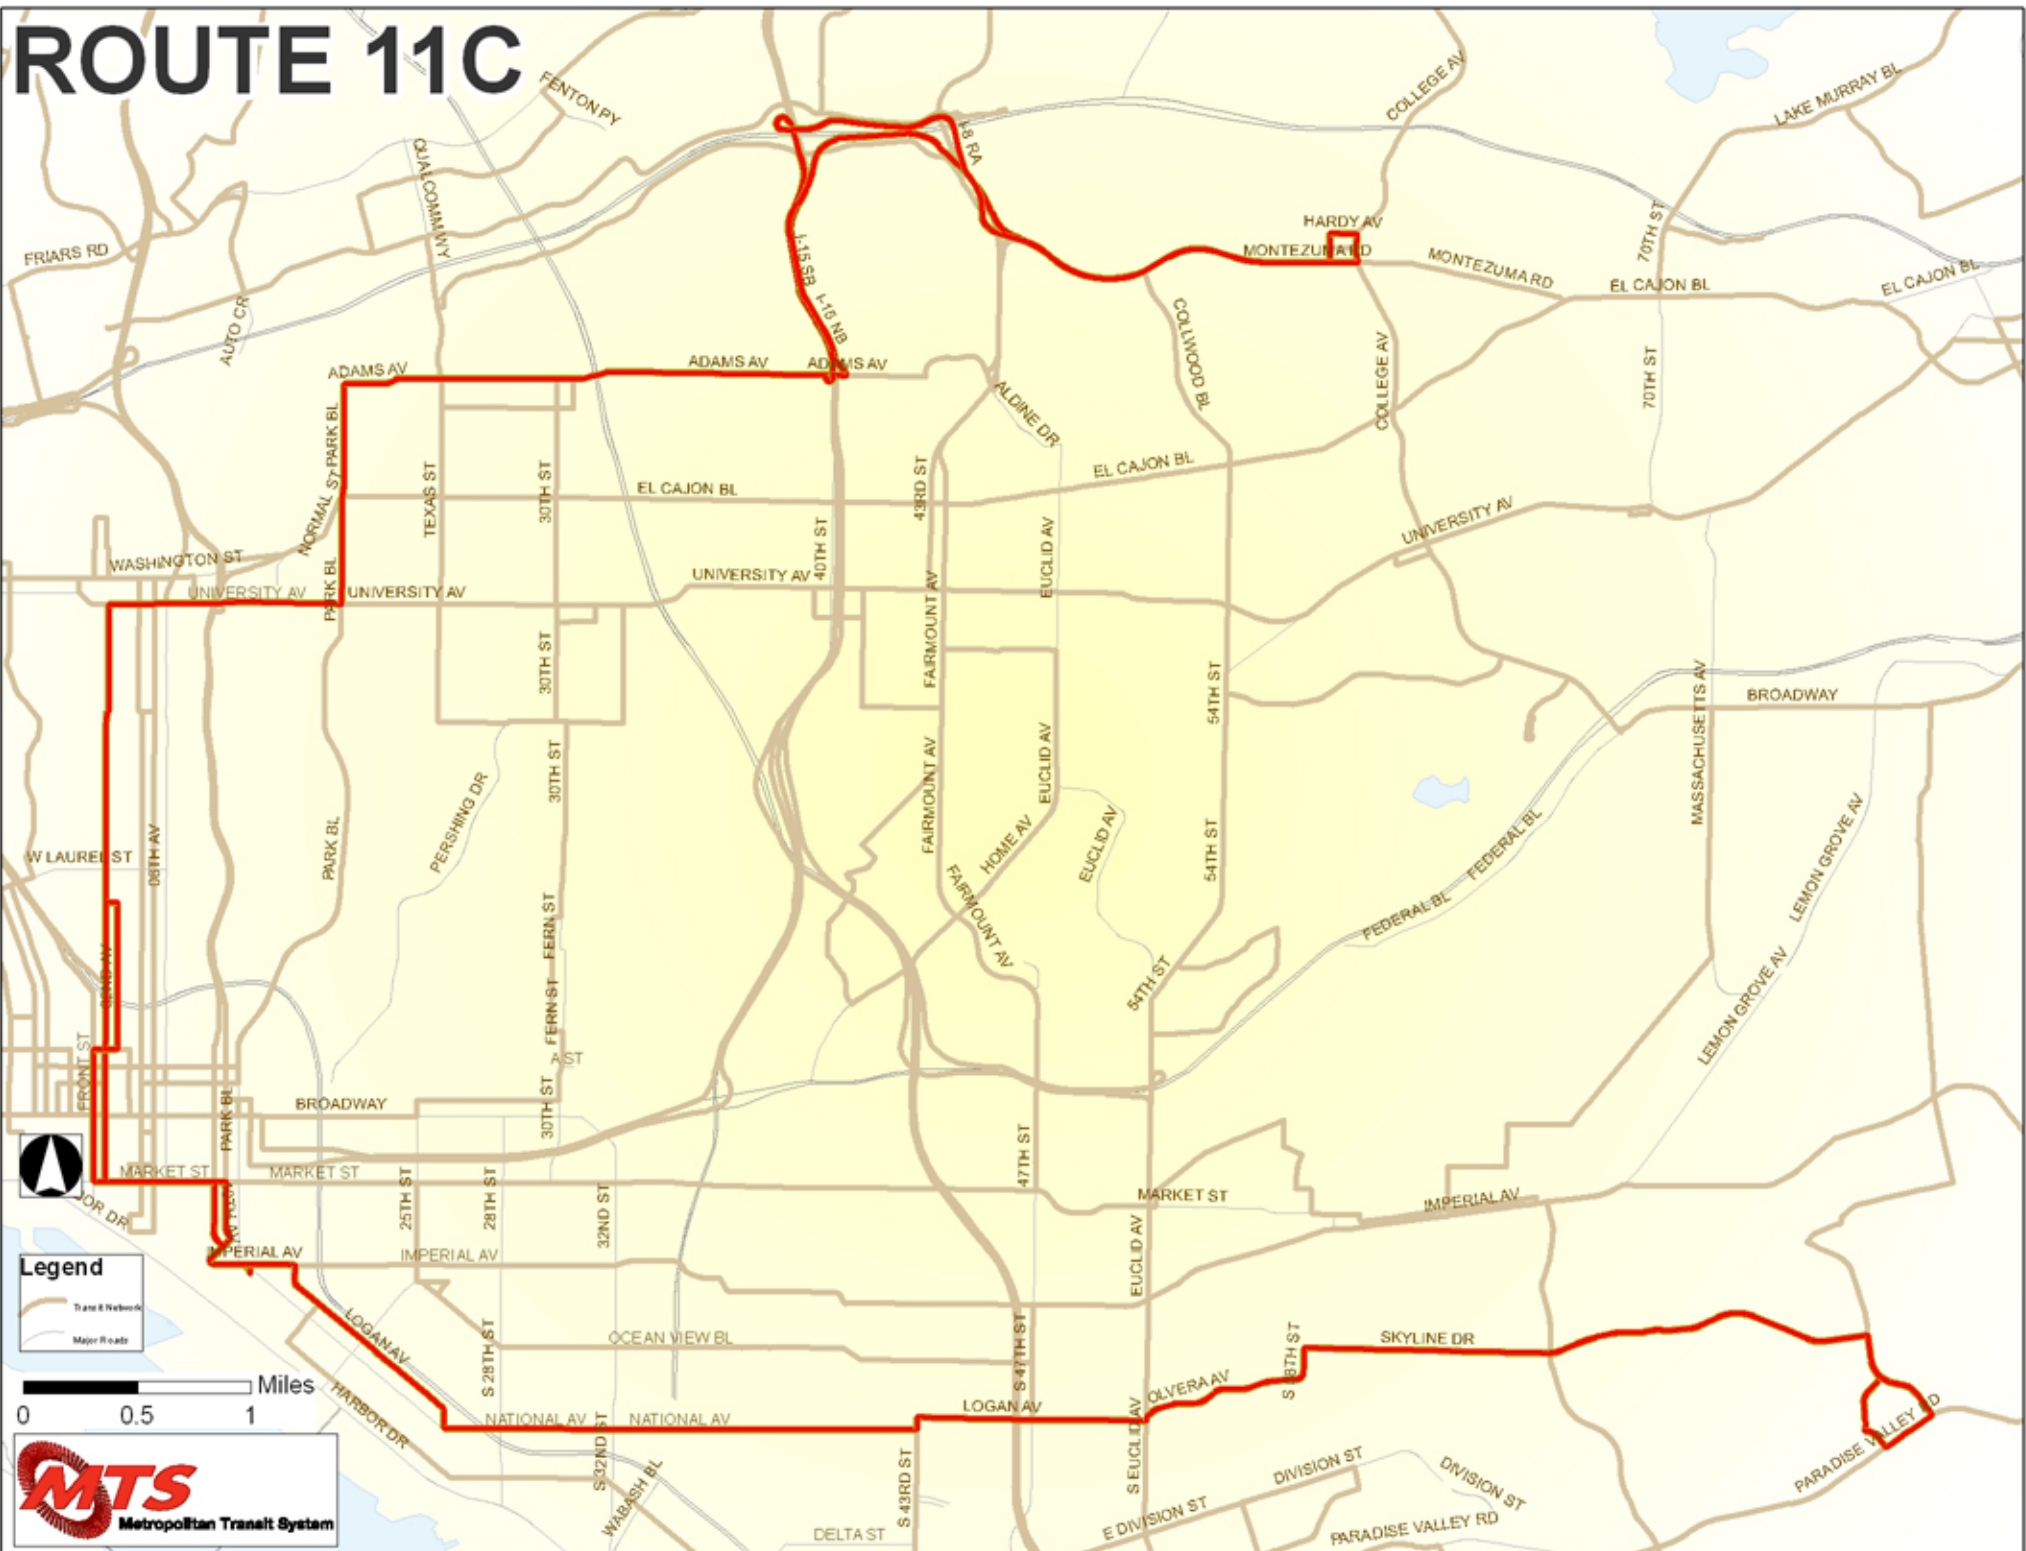 ROUTE 11C
FENTON PY
COLLEGE AV
LAKE MURRAY BL
QUALCOMM WY
I-8 RA
FRIARS RD
HARDY AV
70TH ST
MONTEZUMA RD
MONTEZUMA RD
EL CAJON BL
EL CAJON BL
I-15 SB
I-15 NB
AUTO CR
COLLWOOD BL
ADAMS AV
ADAMS AV
ADAMS AV
COLLEGE AV
70TH ST
ALDINE DR
PARK BL
NORMAL ST
TEXAS ST
30TH ST
EL CAJON BL
43RD ST
EL CAJON BL
WASHINGTON ST
40TH ST
EUCLID AV
UNIVERSITY AV
UNIVERSITY AV
PARK BL
UNIVERSITY AV
UNIVERSITY AV
FAIRMOUNT AV
30TH ST
54TH ST
MASSACHUSETTS AV
BROADWAY
30TH ST
FAIRMOUNT AV
EUCLID AV
PERSHING DR
PARK BL
W LAUREL ST
06TH AV
HOME AV
EUCLID AV
54TH ST
FEDERAL BL
LEMON GROVE AV
FERN ST
FAIRMOUNT AV
FEDERAL BL
02ND AV
54TH ST
LEMON GROVE AV
FERN ST
FRONT ST
A ST
BROADWAY
PARK BL
30TH ST
47TH ST
MARKET ST
MARKET ST
25TH ST
28TH ST
32ND ST
MARKET ST
IMPERIAL AV
IMPERIAL AV
IMPERIAL AV
EUCLID AV
Legend
Transit Network
Major Roads
LOGAN AV
S 28TH ST
OCEAN VIEW BL
S 47TH ST
S 58TH ST
SKYLINE DR
Miles
0 0.5 1
HARBOR DR
NATIONAL AV
NATIONAL AV
LOGAN AV
OLVERA AV
S EUCLID AV
S 32ND ST
WABASH BL
S 43RD ST
DIVISION ST
DIVISION ST
PARADISE VALLEY RD
MTS
Metropolitan Transit System
DELTA ST
E DIVISION ST
PARADISE VALLEY RD